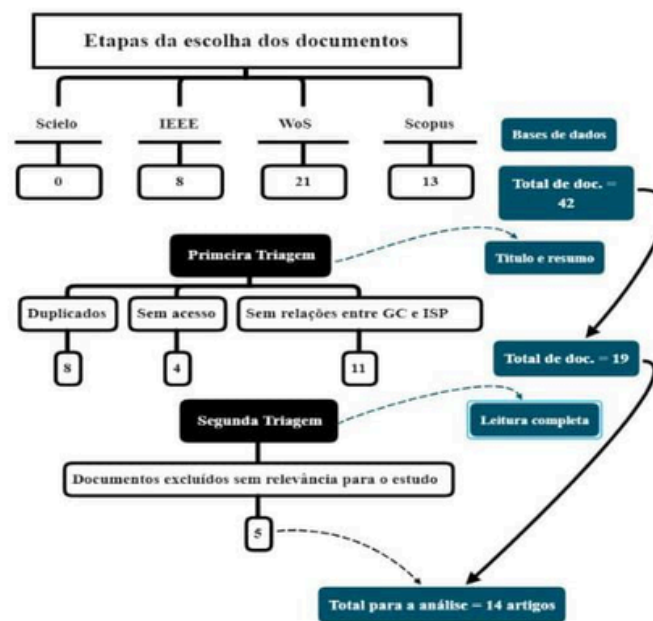 Etapas da escolha dos documentos
Scielo
IEEE
WoS
Scopus
Bases de dados
0
8
21
13
Total de doc. =
42
Primeira Triagem
Título e resumo
Duplicados
Sem acesso
Sem relações entre GC e ISP
8
4
11
Total de doc. = 19
Segunda Triagem
Leitura completa
Documentos excluídos sem relevância para o estudo
5
Total para a análise = 14 artigos